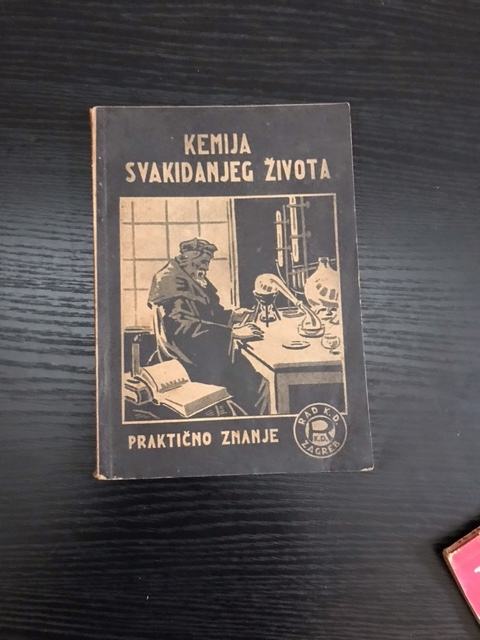 KEMIJA
SVAKIDANJEG ŽIVOTA
PRAKTIČNO ZNANJE
RAD K.D.
R
K.D.
ZAGREB